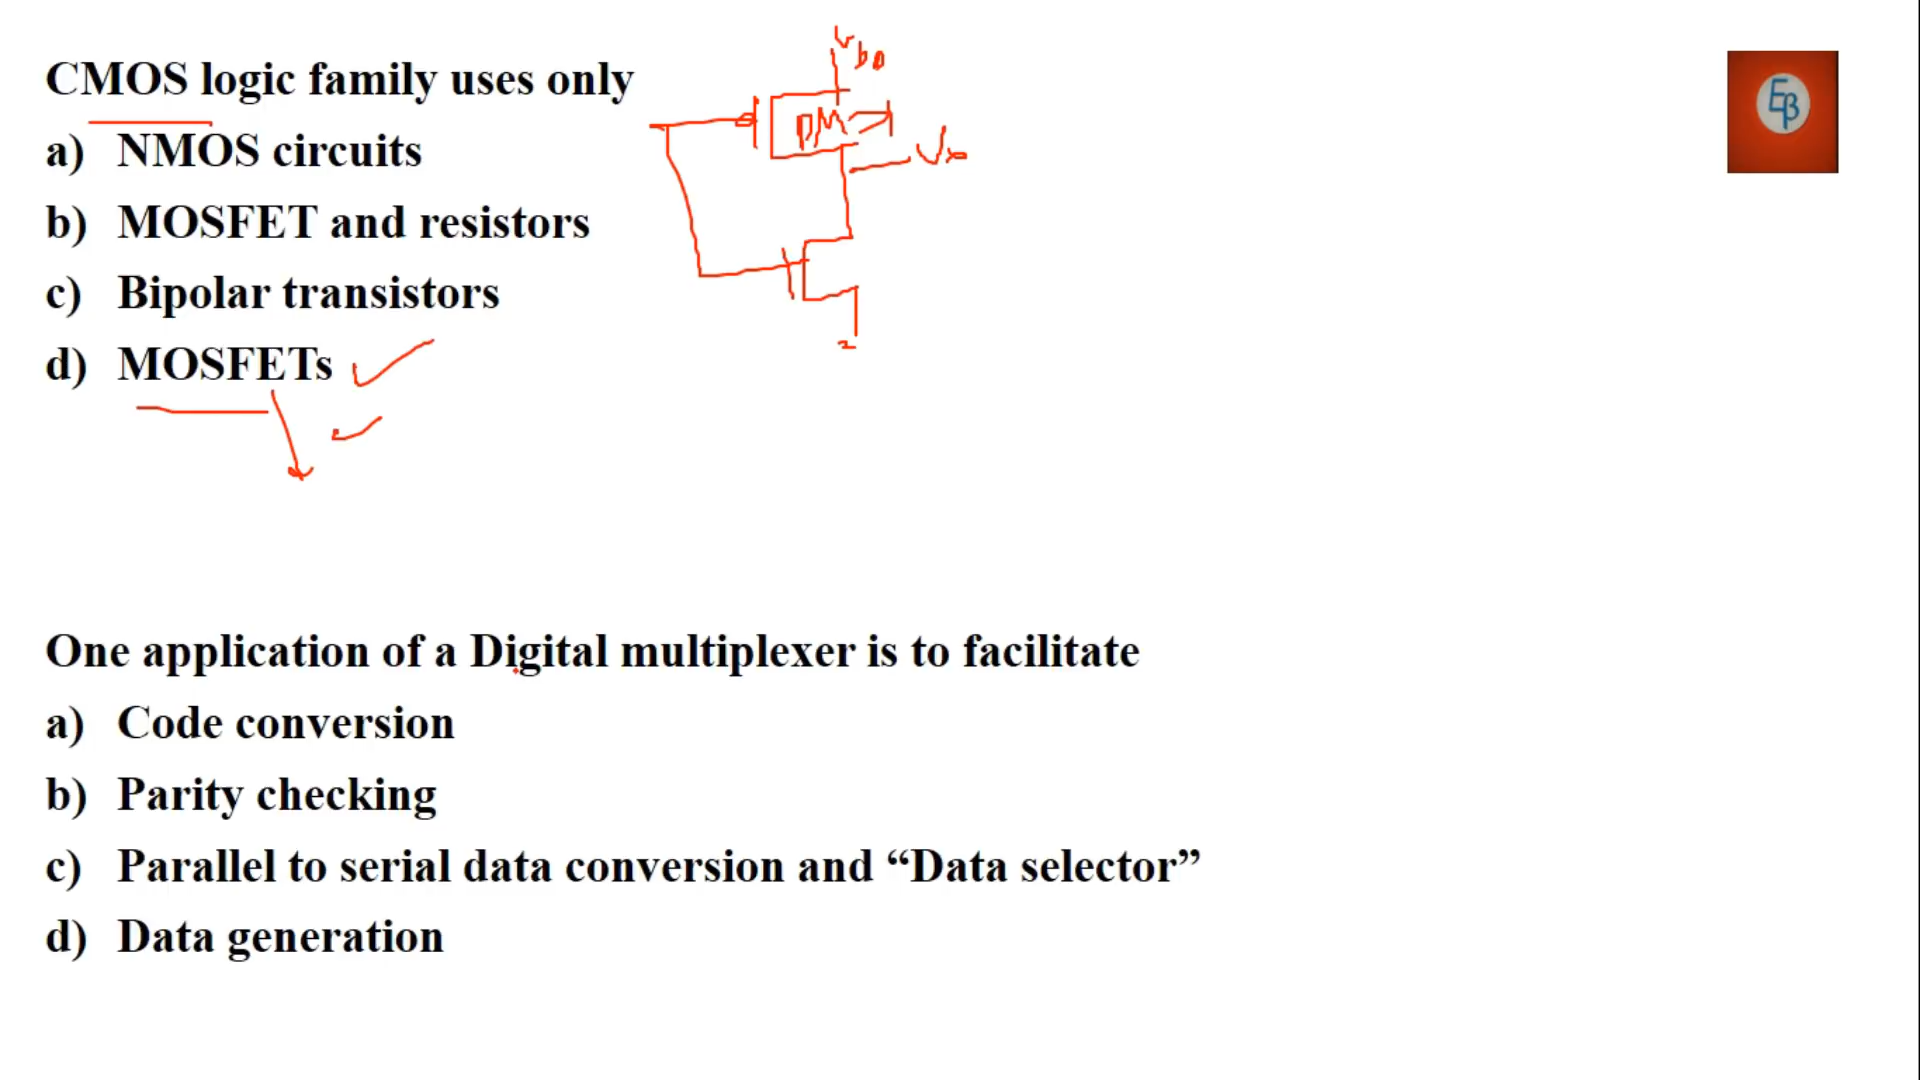 CMOS logic family uses only
a) NMOS circuits
b) MOSFET and resistors
c) Bipolar transistors
d) MOSFETs
One application of a Digital multiplexer is to facilitate
a) Code conversion
b) Parity checking
c) Parallel to serial data conversion and “Data selector”
d) Data generation